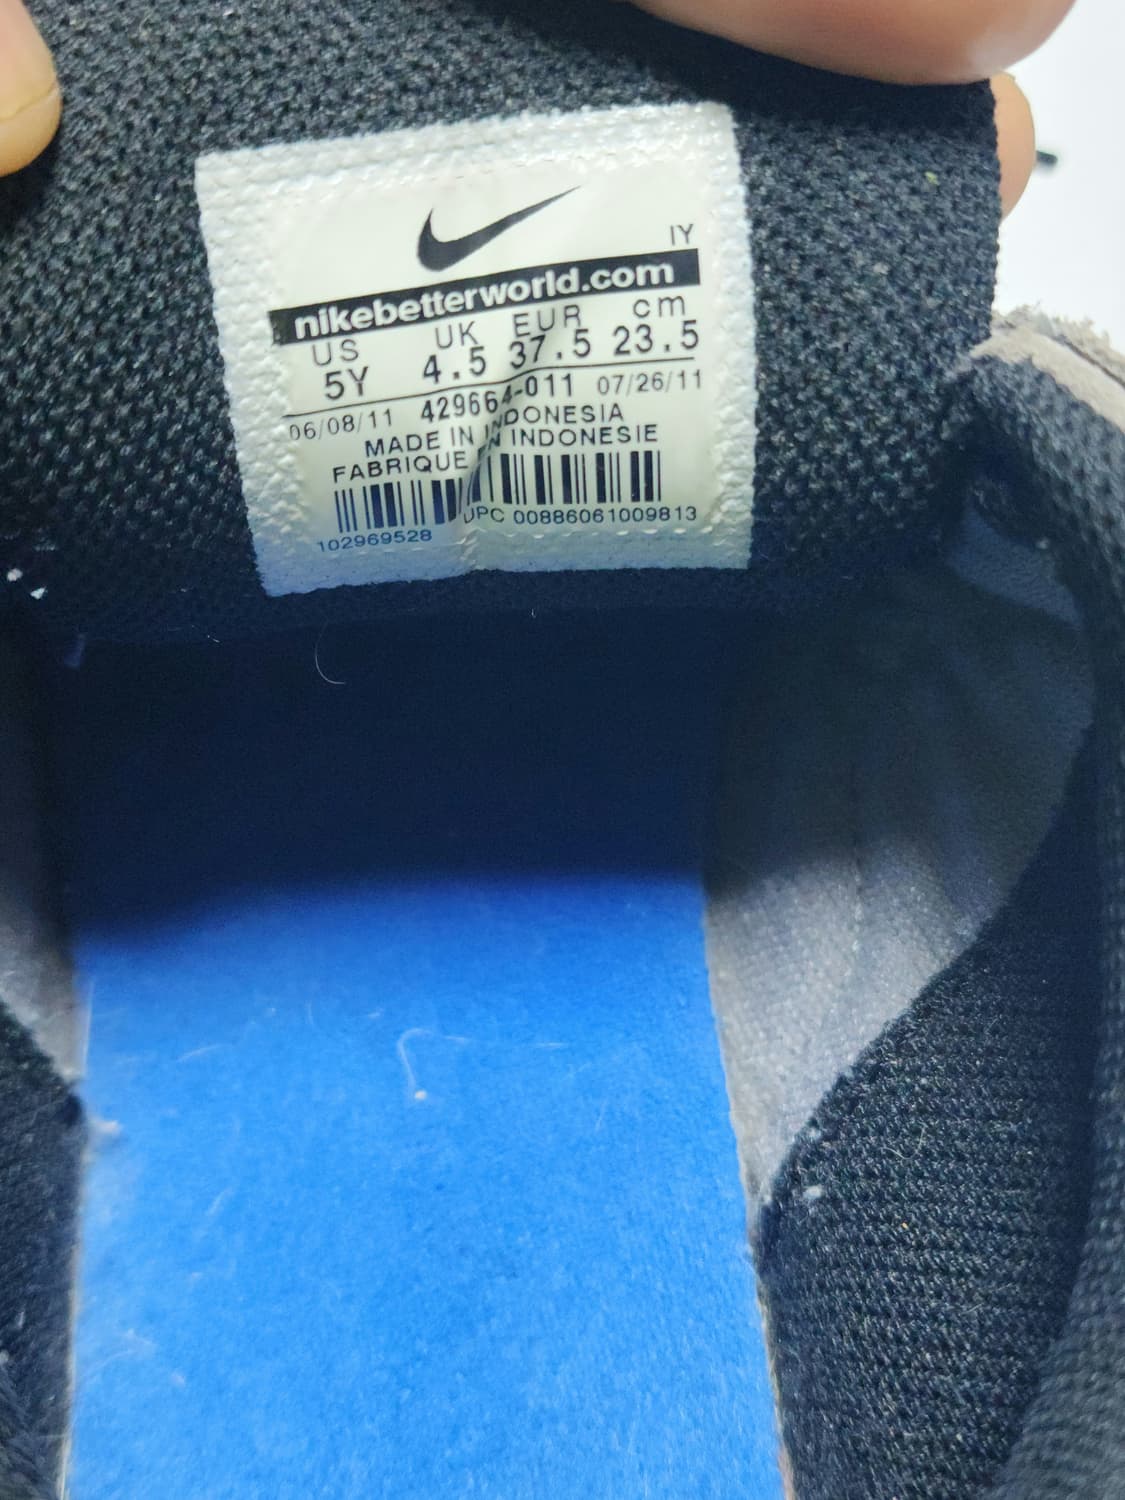 IY
nikebetterworld.com
US UK EUR cm
5Y 4.5 37.5 23.5
06/08/11 429664-011 07/26/11
MADE IN INDONESIA
FABRIQUE EN INDONESIE
102969528 UPC 00886061009813